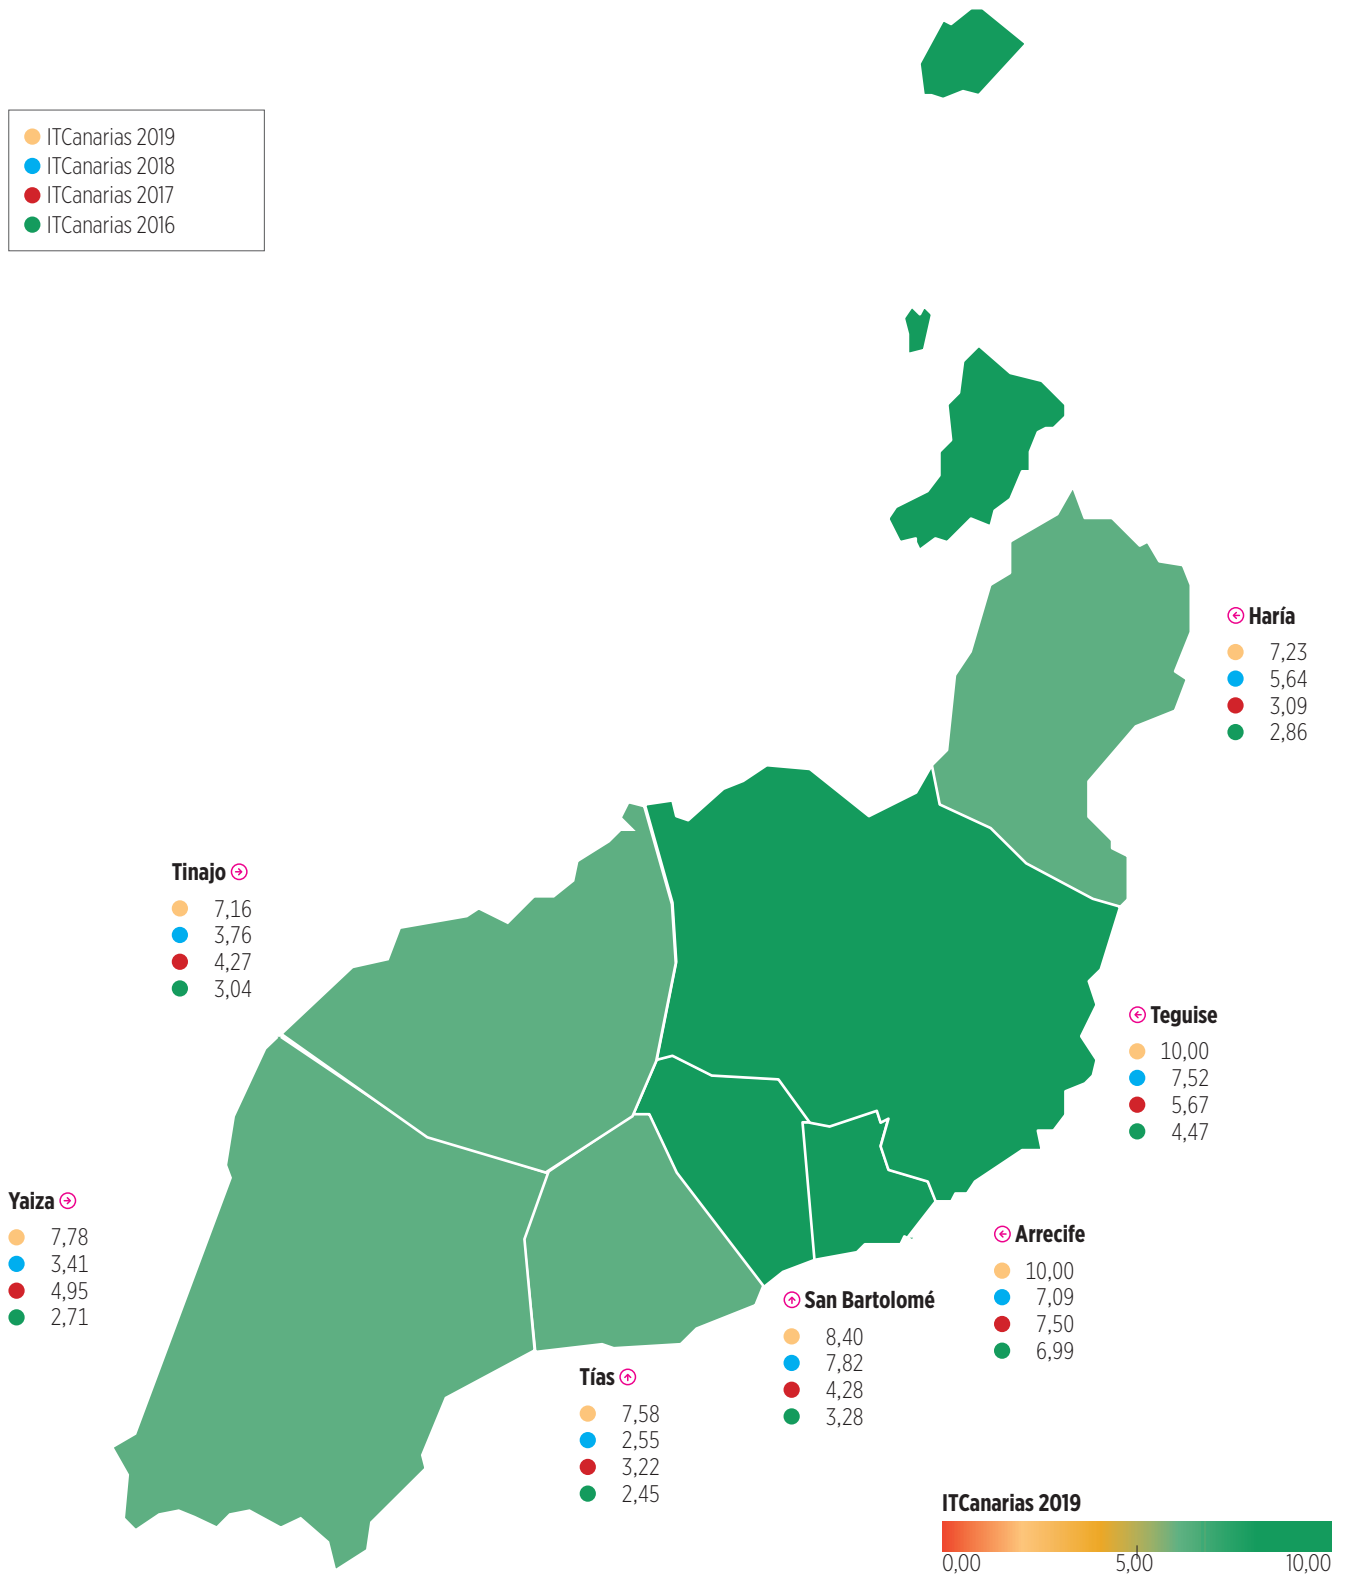 ITCanarias 2019
ITCanarias 2018
ITCanarias 2017
ITCanarias 2016
Haría
7,23
5,64
3,09
2,86
Tinajo
7,16
3,76
4,27
3,04
Teguise
10,00
7,52
5,67
4,47
Yaiza
7,78
3,41
4,95
2,71
Arrecife
10,00
7,09
7,50
6,99
San Bartolomé
8,40
7,82
4,28
3,28
Tías
7,58
2,55
3,22
2,45
ITCanarias 2019
0,00 5,00 10,00